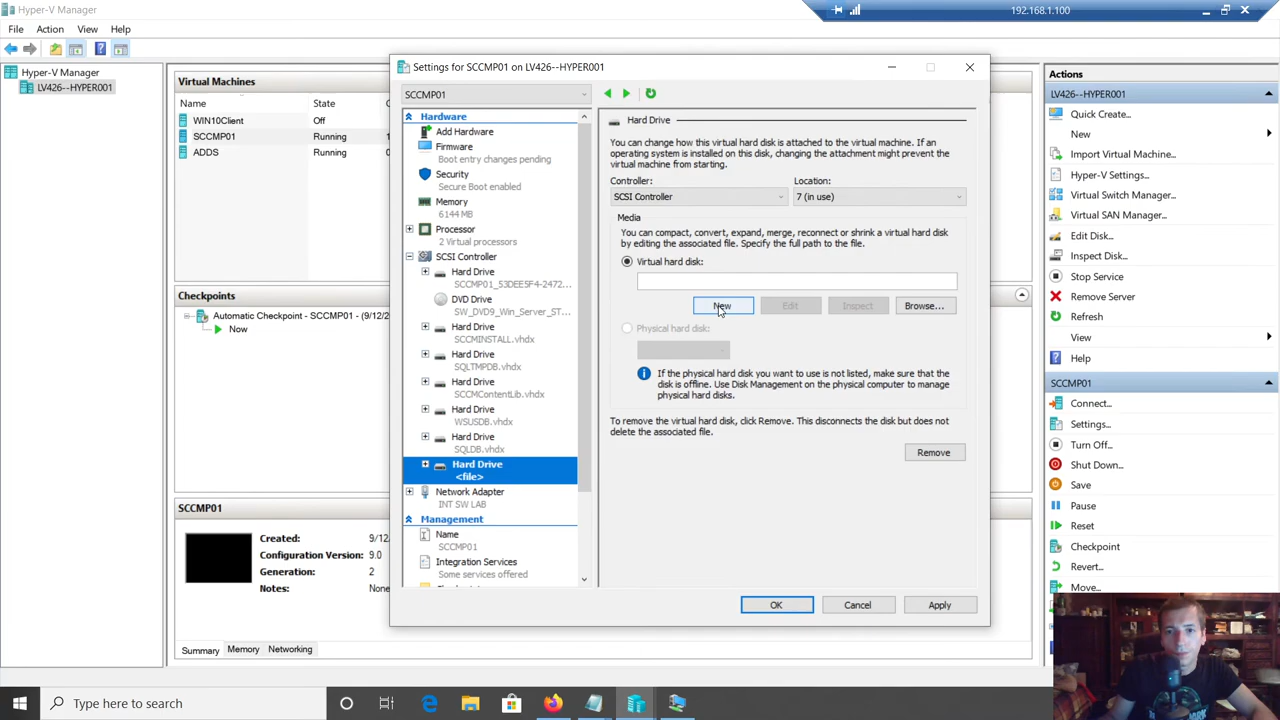 Hyper-V Manager
192.168.1.100
File Action View Help
Hyper-V Manager
LV426--HYPER001
Virtual Machines
Name State
WIN10Client Off
SCCMP01 Running
ADDS Running
Checkpoints
Automatic Checkpoint - SCCMP01 - (9/12/
Now
SCCMP01
Created: 9/12/
Configuration Version: 9.0
Generation: 2
Notes: None
Summary Memory Networking
Settings for SCCMP01 on LV426--HYPER001
SCCMP01
Hardware
Add Hardware
Firmware
Boot entry changes pending
Security
Secure Boot enabled
Memory
6144 MB
Processor
2 Virtual processors
SCSI Controller
Hard Drive
SCCMP01_53DEE5F4-2472...
DVD Drive
SW_DVD9_Win_Server_ST...
Hard Drive
SCCMINSTALL.vhdx
Hard Drive
SQLTMPDB.vhdx
Hard Drive
SCCMContentLib.vhdx
Hard Drive
WSUSDB.vhdx
Hard Drive
SQLDB.vhdx
Hard Drive
<file>
Network Adapter
INT SW LAB
Management
Name
SCCMP01
Integration Services
Some services offered
Hard Drive
You can change how this virtual hard disk is attached to the virtual machine. If an
operating system is installed on this disk, changing the attachment might prevent the
virtual machine from starting.
Controller: Location:
SCSI Controller 7 (in use)
Media
You can compact, convert, expand, merge, reconnect or shrink a virtual hard disk
by editing the associated file. Specify the full path to the file.
Virtual hard disk:
New Edit Inspect Browse...
Physical hard disk:
If the physical hard disk you want to use is not listed, make sure that the
disk is offline. Use Disk Management on the physical computer to manage
physical hard disks.
To remove the virtual hard disk, click Remove. This disconnects the disk but does not
delete the associated file.
Remove
OK Cancel Apply
Actions
LV426--HYPER001
Quick Create...
New
Import Virtual Machine...
Hyper-V Settings...
Virtual Switch Manager...
Virtual SAN Manager...
Edit Disk...
Inspect Disk...
Stop Service
Remove Server
Refresh
View
Help
SCCMP01
Connect...
Settings...
Turn Off...
Shut Down...
Save
Pause
Reset
Checkpoint
Revert...
Move...
Type here to search